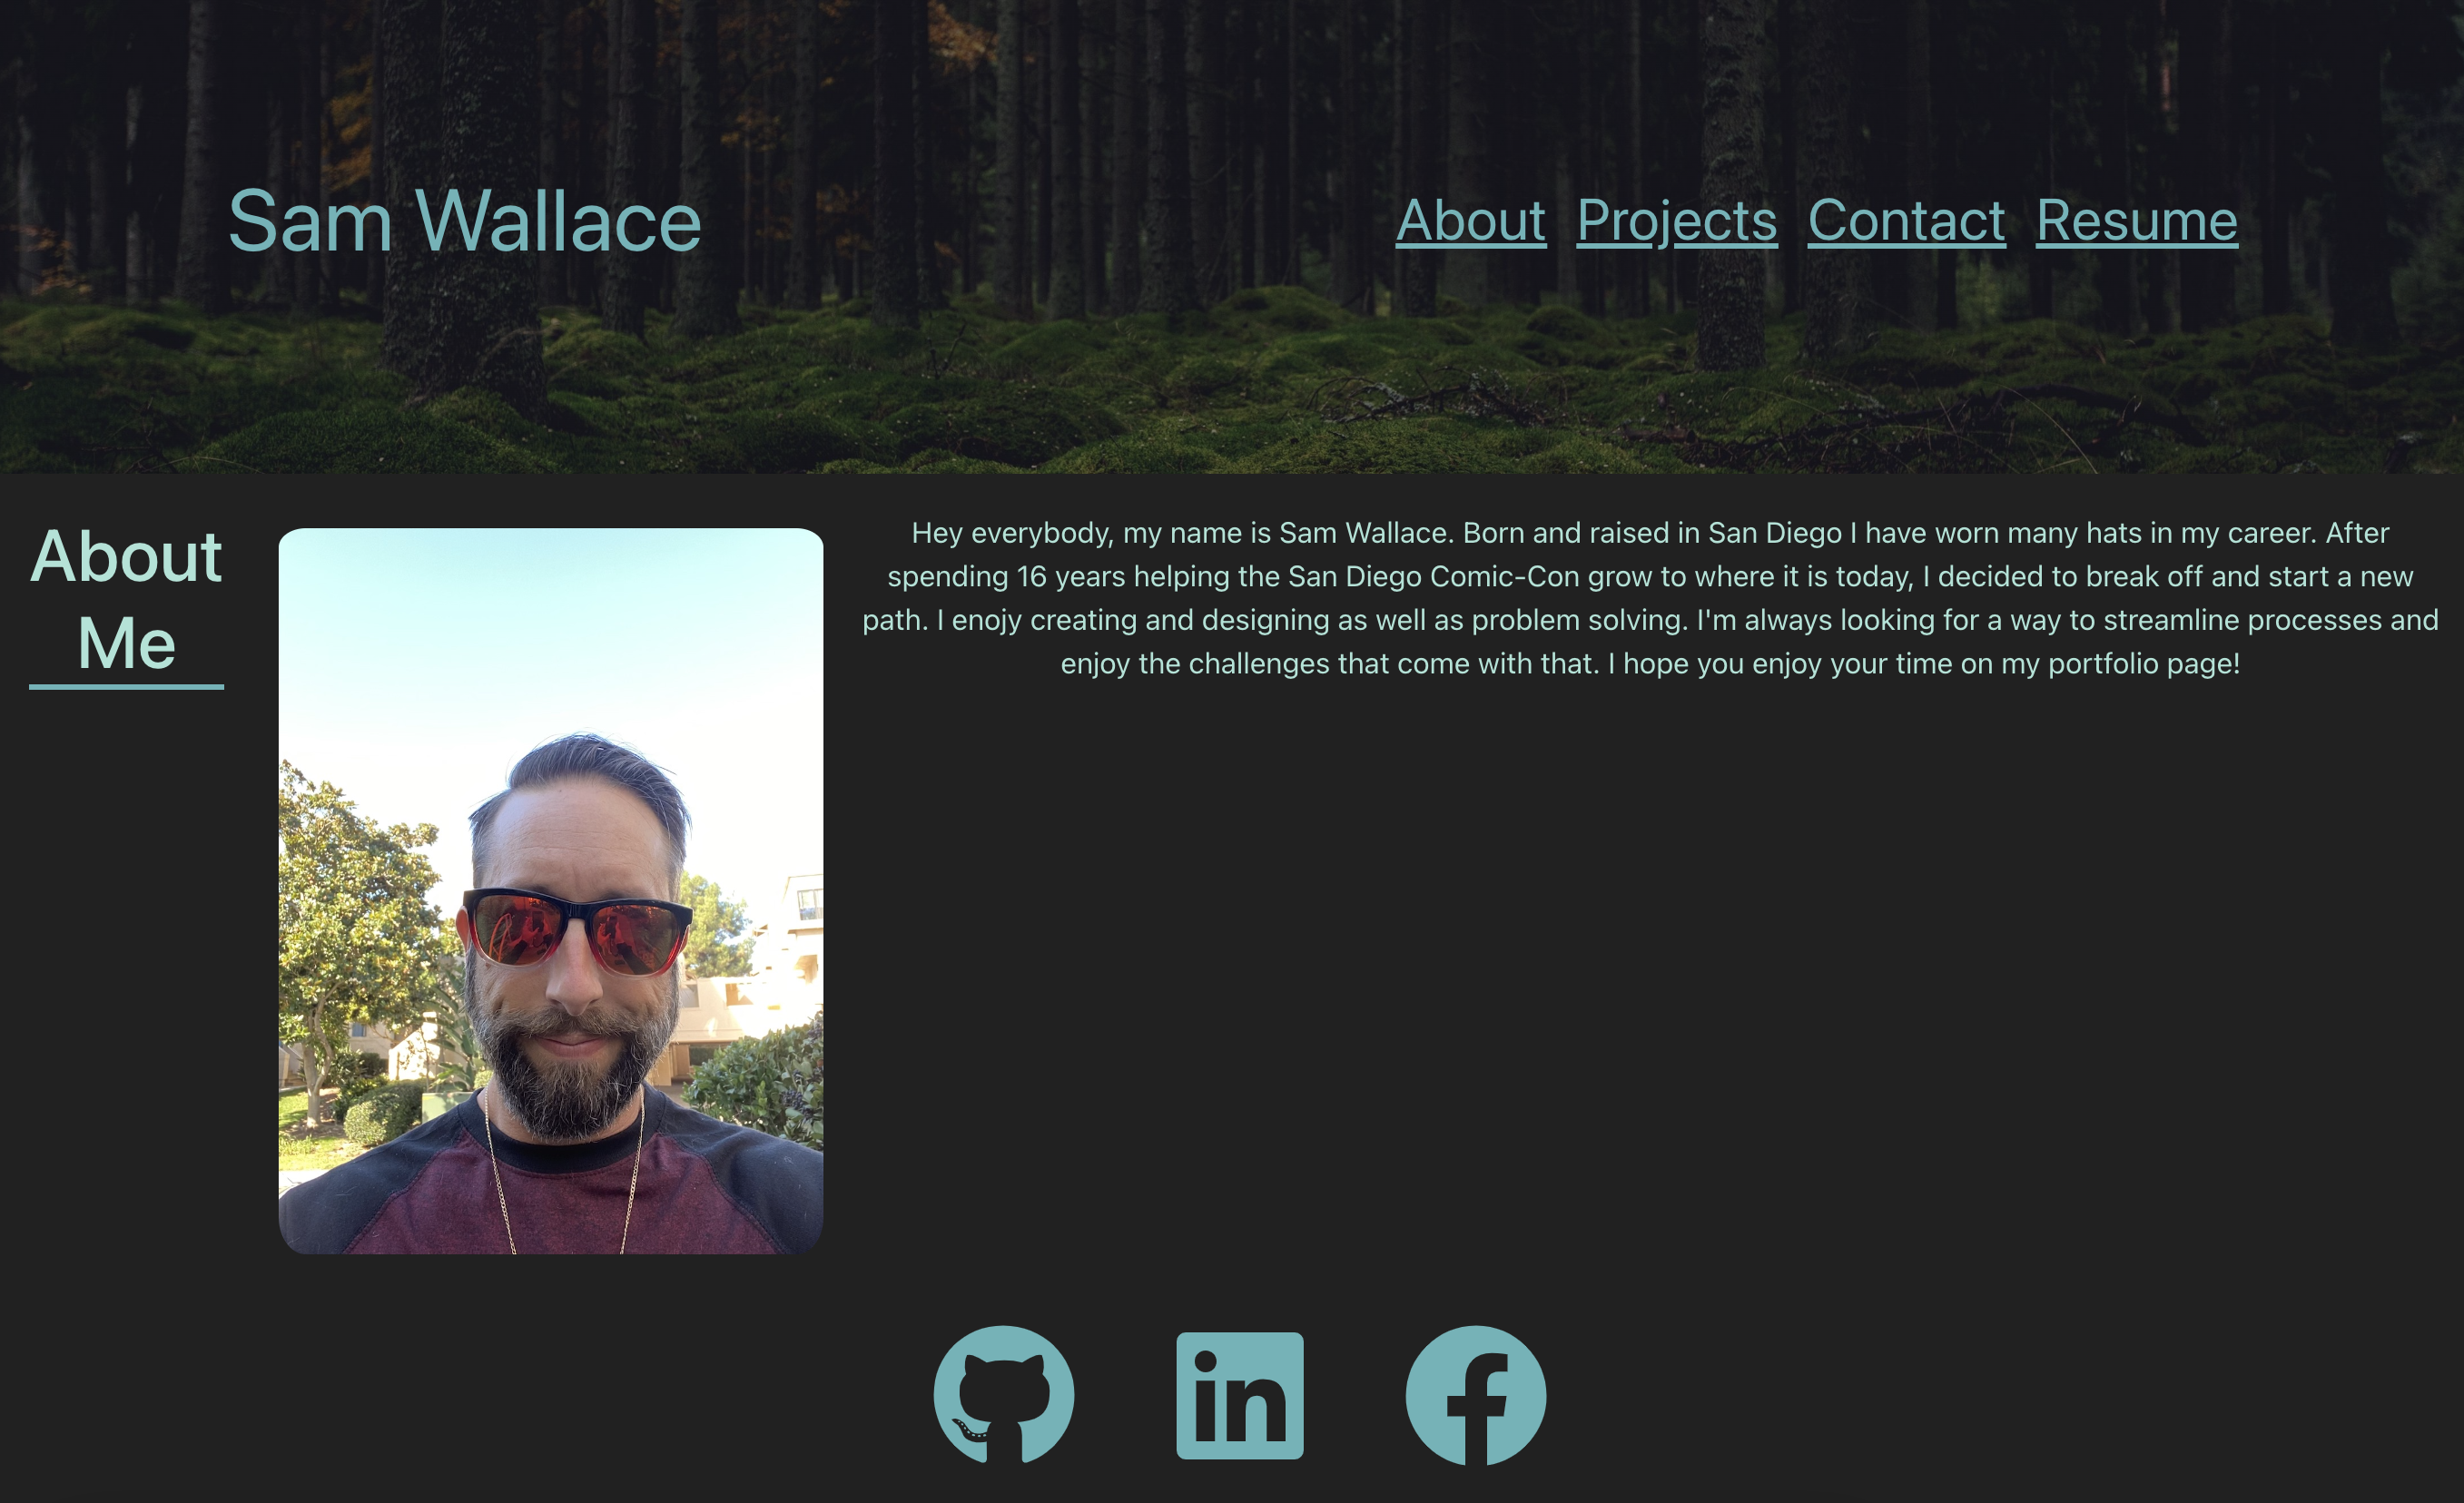 Sam Wallace
About Projects Contact Resume
About
Me
Hey everybody, my name is Sam Wallace. Born and raised in San Diego I have worn many hats in my career. After
spending 16 years helping the San Diego Comic-Con grow to where it is today, I decided to break off and start a new
path. I enojy creating and designing as well as problem solving. I'm always looking for a way to streamline processes and
enjoy the challenges that come with that. I hope you enjoy your time on my portfolio page!
in
f